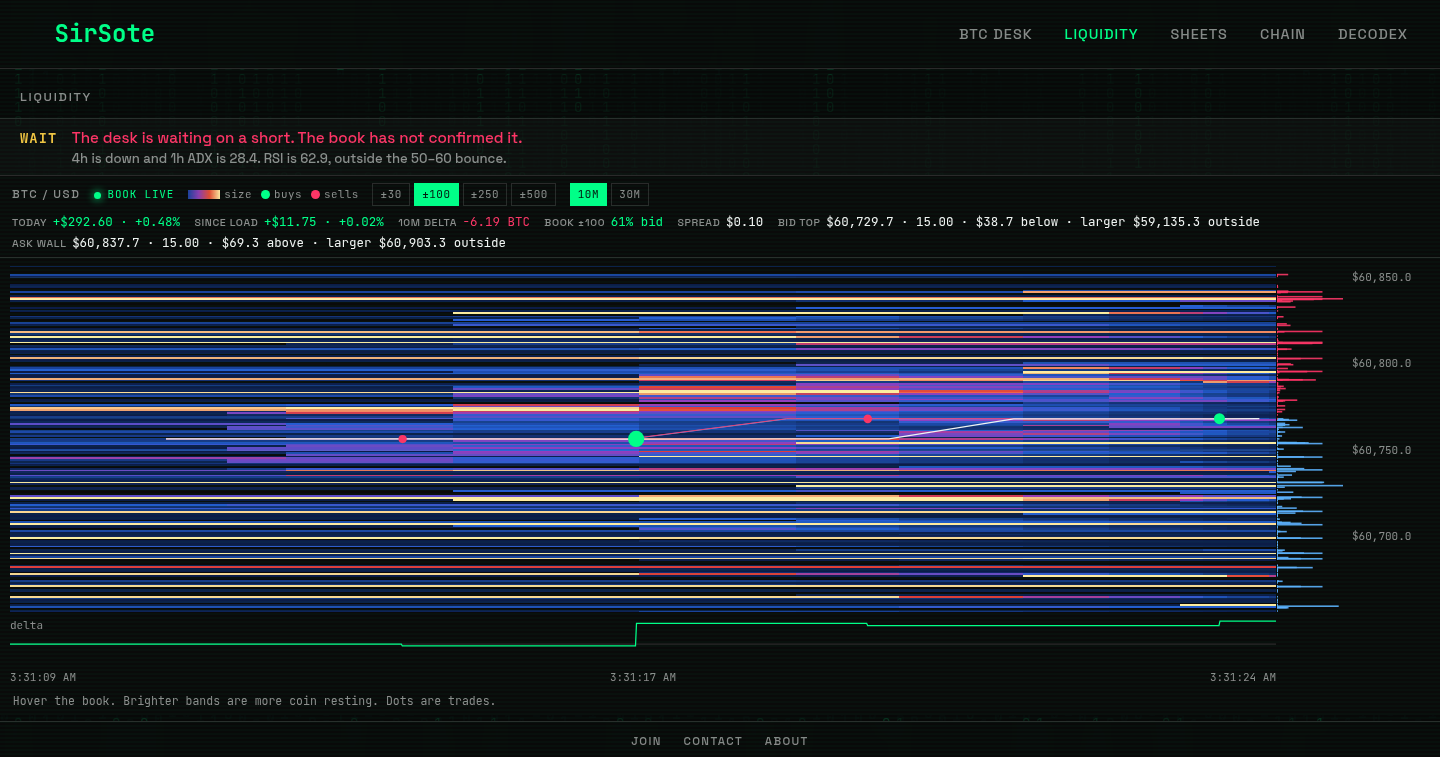 SirSote
BTC DESK LIQUIDITY SHEETS CHAIN DECODEX
LIQUIDITY
WAIT The desk is waiting on a short. The book has not confirmed it.
4h is down and 1h ADX is 28.4. RSI is 62.9, outside the 50–60 bounce.
BTC / USD BOOK LIVE size buys sells ±30 ±100 ±250 ±500 10M 30M
TODAY +$292.60 · +0.48% SINCE LOAD +$11.75 · +0.02% 10M DELTA -6.19 BTC BOOK ±100 61% bid SPREAD $0.10 BID TOP $60,729.7 · 15.00 · $38.7 below · larger $59,135.3 outside
ASK WALL $60,837.7 · 15.00 · $69.3 above · larger $60,903.3 outside
$60,850.0
$60,800.0
$60,750.0
$60,700.0
delta
3:31:09 AM 3:31:17 AM 3:31:24 AM
Hover the book. Brighter bands are more coin resting. Dots are trades.
JOIN CONTACT ABOUT